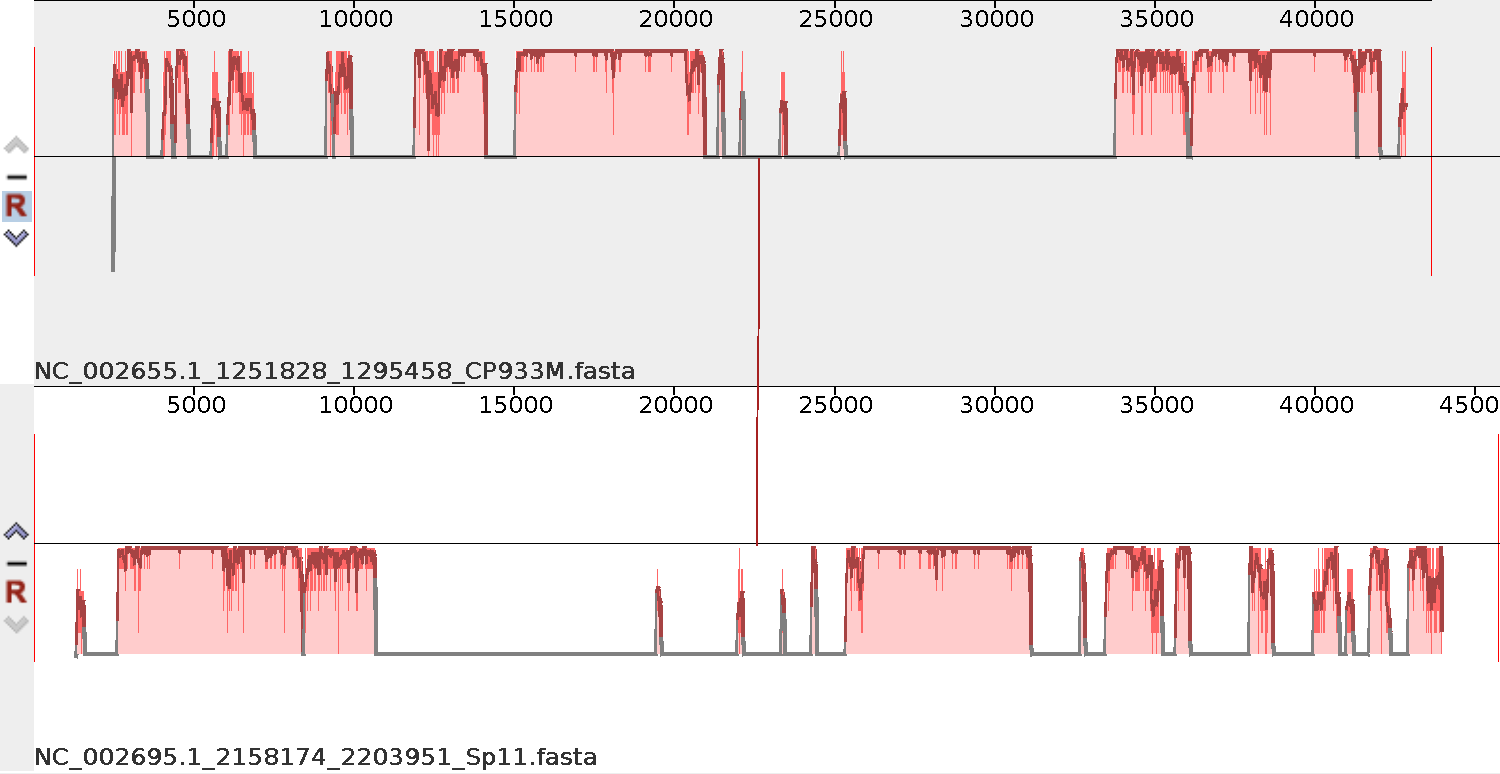 5000 10000 15000 20000 25000 30000 35000 40000
R
NC_002655.1_1251828_1295458_CP933M.fasta
5000 10000 15000 20000 25000 30000 35000 40000 4500
R
NC_002695.1_2158174_2203951_Sp11.fasta